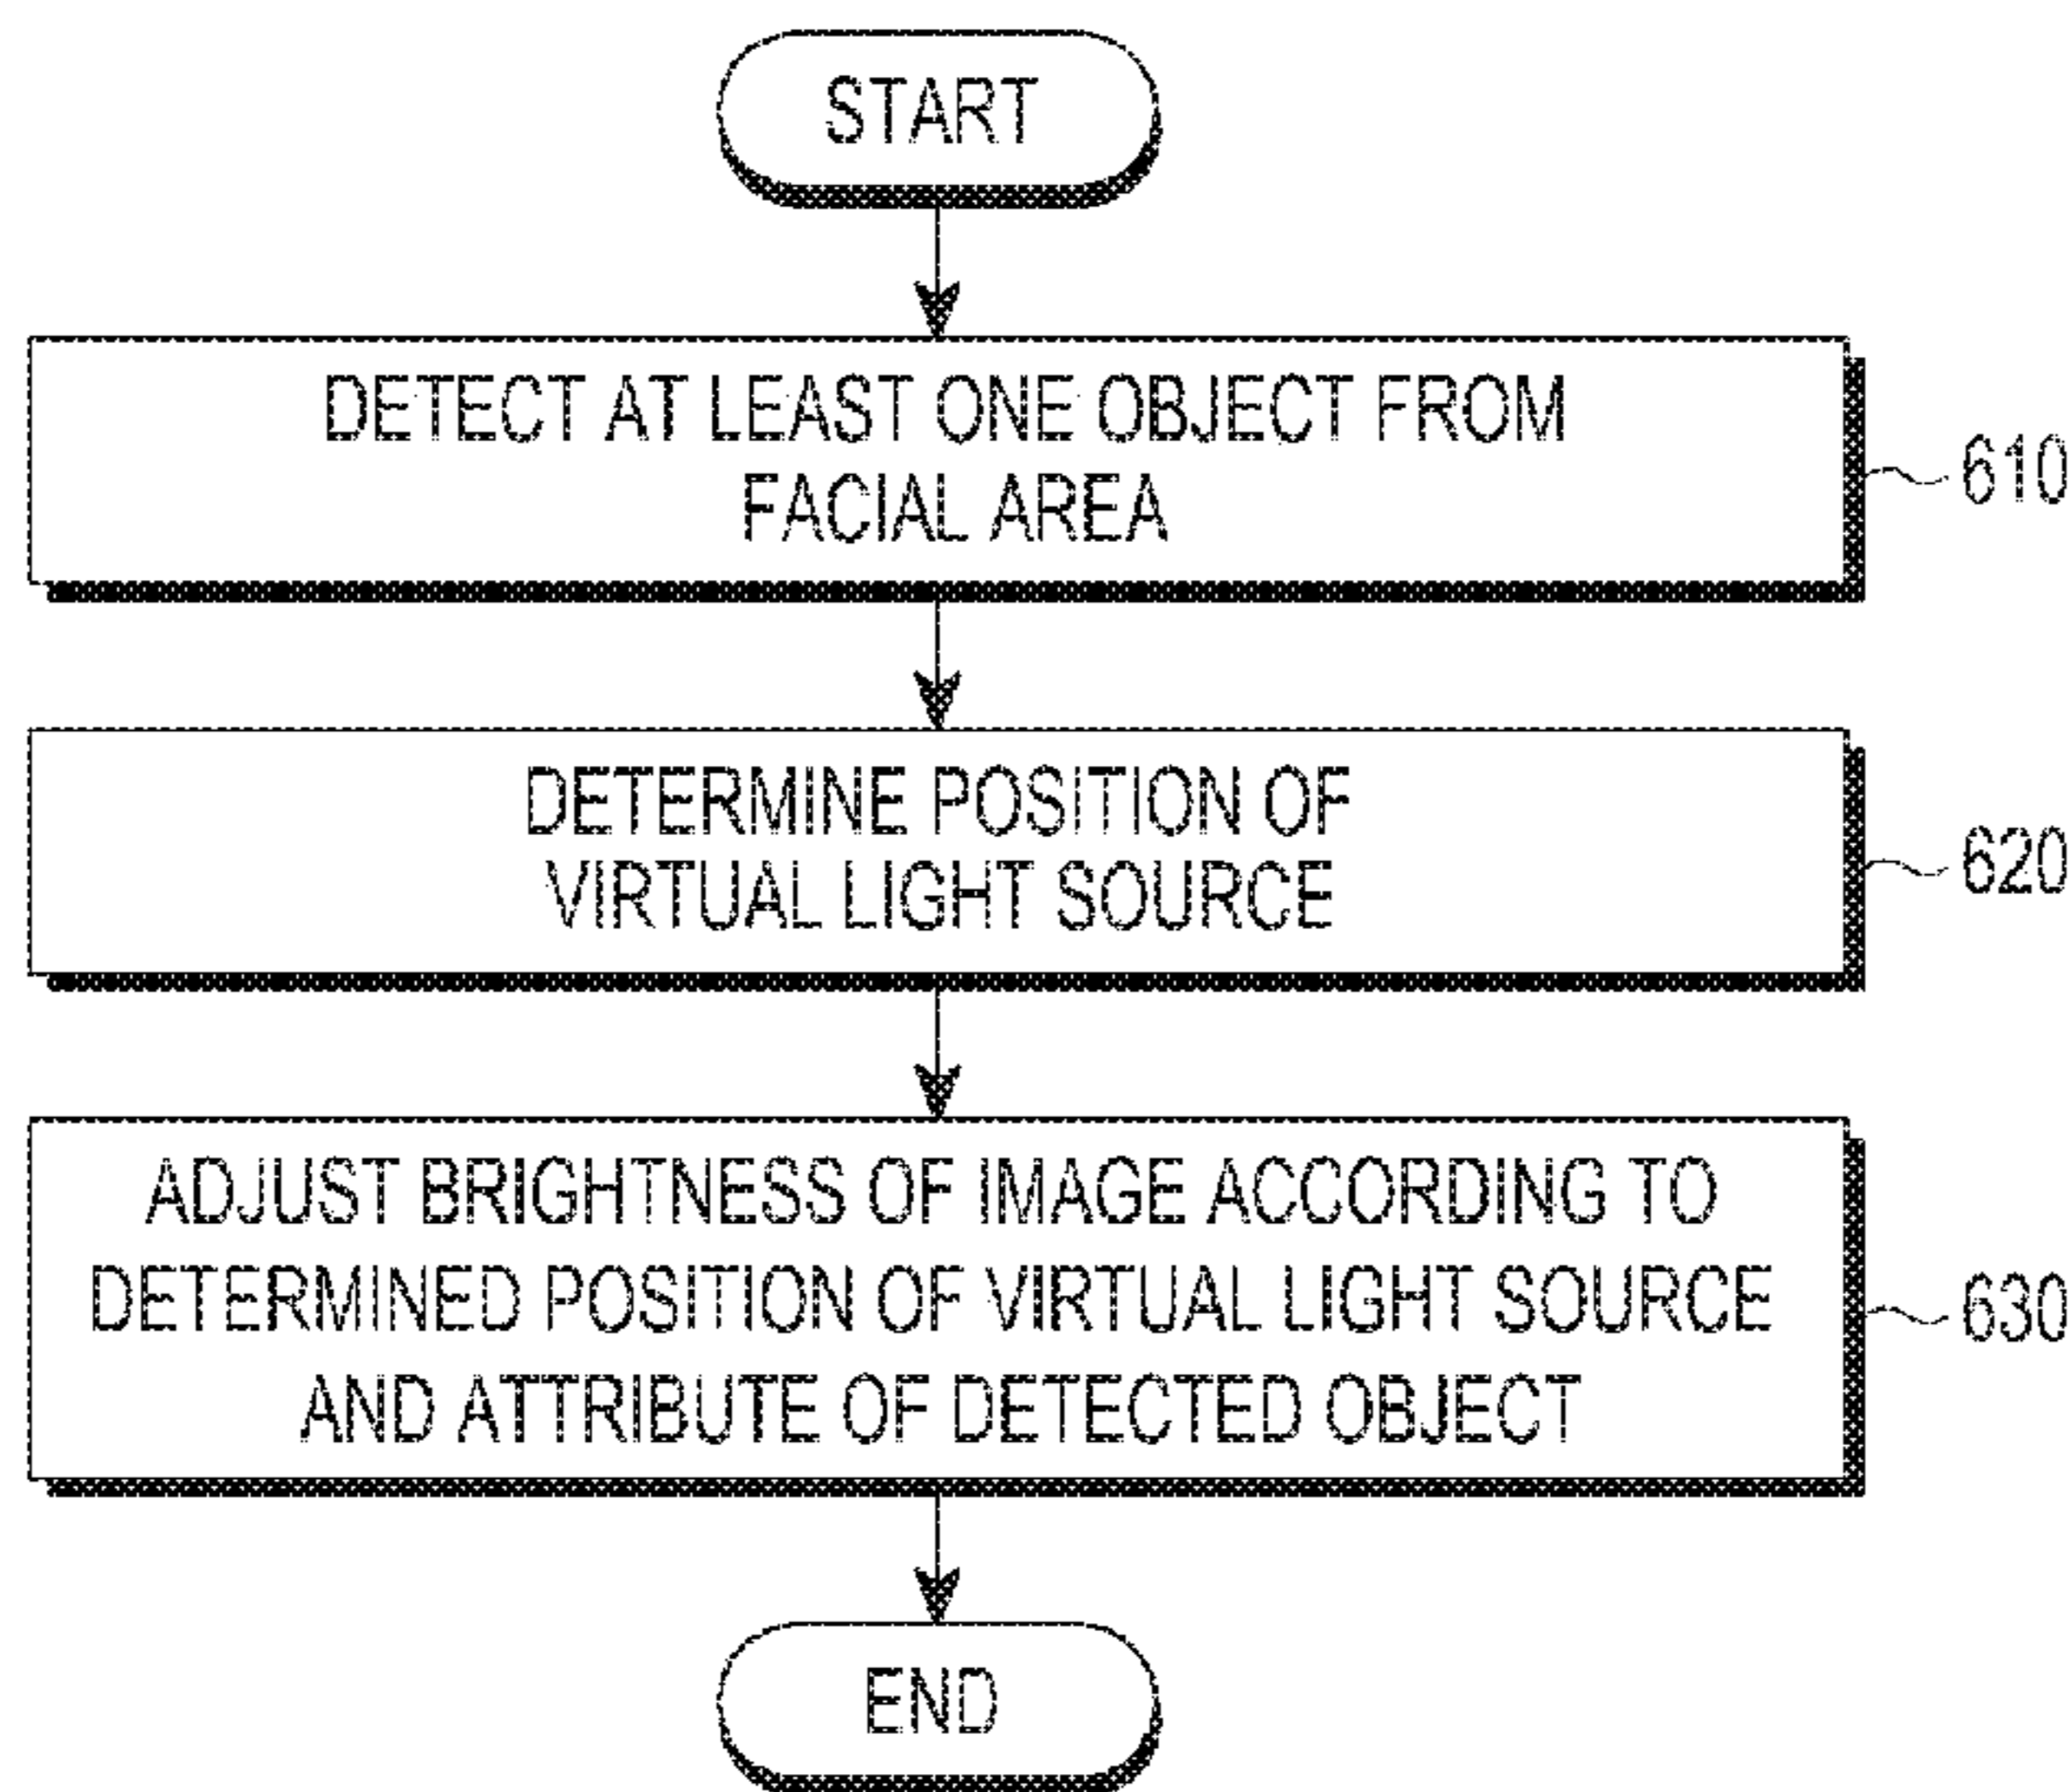 START
DETECT AT LEAST ONE OBJECT FROM
FACIAL AREA
610
DETERMINE POSITION OF
VIRTUAL LIGHT SOURCE
620
ADJUST BRIGHTNESS OF IMAGE ACCORDING TO
DETERMINED POSITION OF VIRTUAL LIGHT SOURCE
AND ATTRIBUTE OF DETECTED OBJECT
630
END